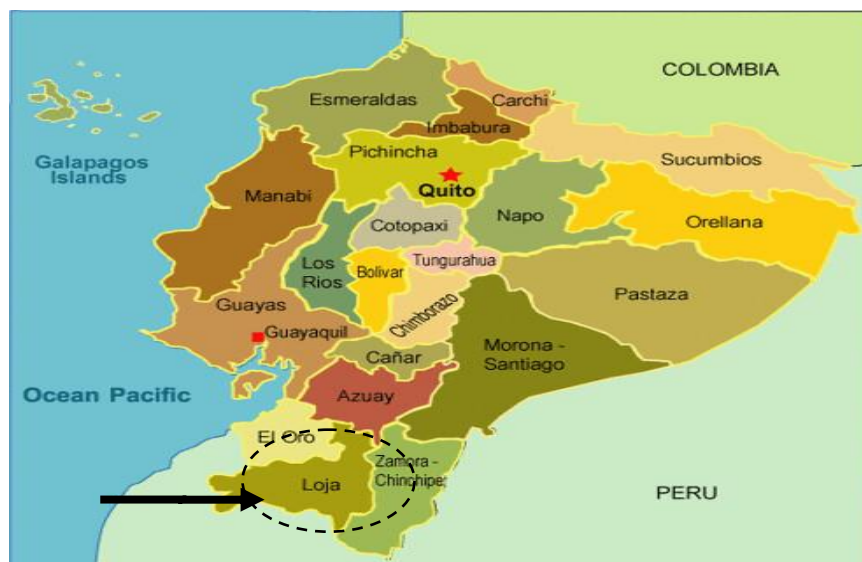 COLOMBIA
Esmeraldas
Carchi
Imbabura
Galapagos
Islands
Pichincha
Sucumbios
Manabi
Quito
Napo
Orellana
Cotopaxi
Los
Rios
Bolivar
Tungurahua
Pastaza
Guayas
Chimborazo
Guayaquil
Morona -
Santiago
Cañar
Ocean Pacific
Azuay
El Oro
Zamora -
Chinchipe
Loja
PERU